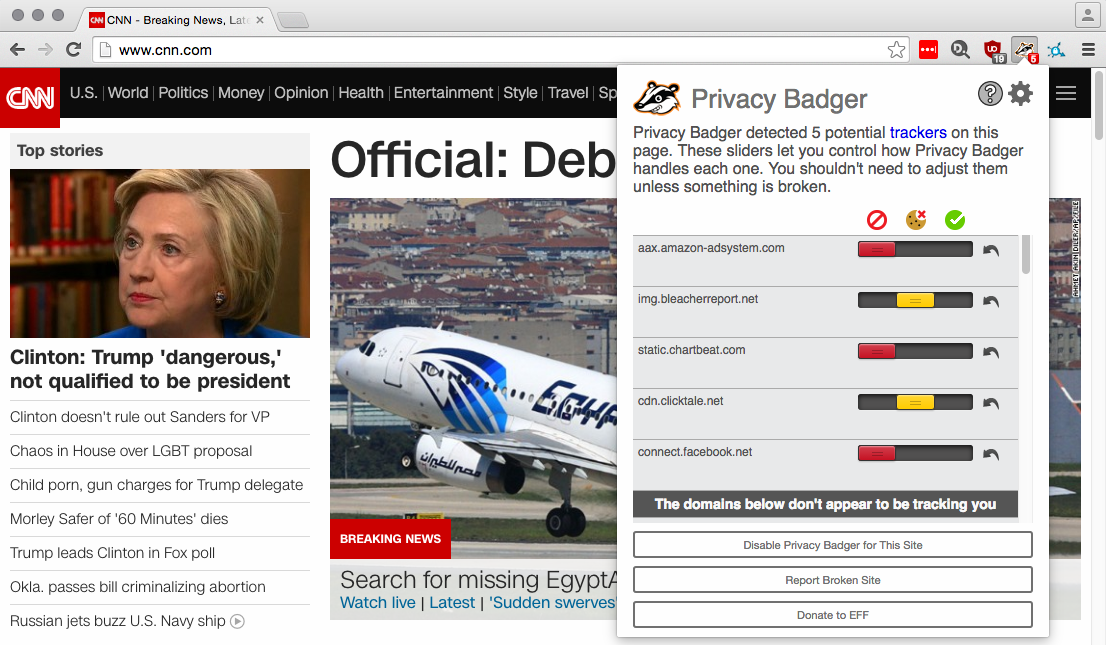 CNN CNN - Breaking News, Late
www.cnn.com
UD
19
5
CNN
U.S. World Politics Money Opinion Health Entertainment Style Travel Sp
Top stories
Clinton: Trump 'dangerous,'
not qualified to be president
Clinton doesn't rule out Sanders for VP
Chaos in House over LGBT proposal
Child porn, gun charges for Trump delegate
Morley Safer of '60 Minutes' dies
Trump leads Clinton in Fox poll
Okla. passes bill criminalizing abortion
Russian jets buzz U.S. Navy ship
Official: Deb
EGYPT
مصر للطيران
BREAKING NEWS
Search for missing EgyptA
Watch live | Latest | 'Sudden swerves'
Privacy Badger
?
Privacy Badger detected 5 potential trackers on this
page. These sliders let you control how Privacy Badger
handles each one. You shouldn't need to adjust them
unless something is broken.
aax.amazon-adsystem.com
img.bleacherreport.net
static.chartbeat.com
cdn.clicktale.net
connect.facebook.net
The domains below don't appear to be tracking you
Disable Privacy Badger for This Site
Report Broken Site
Donate to EFF